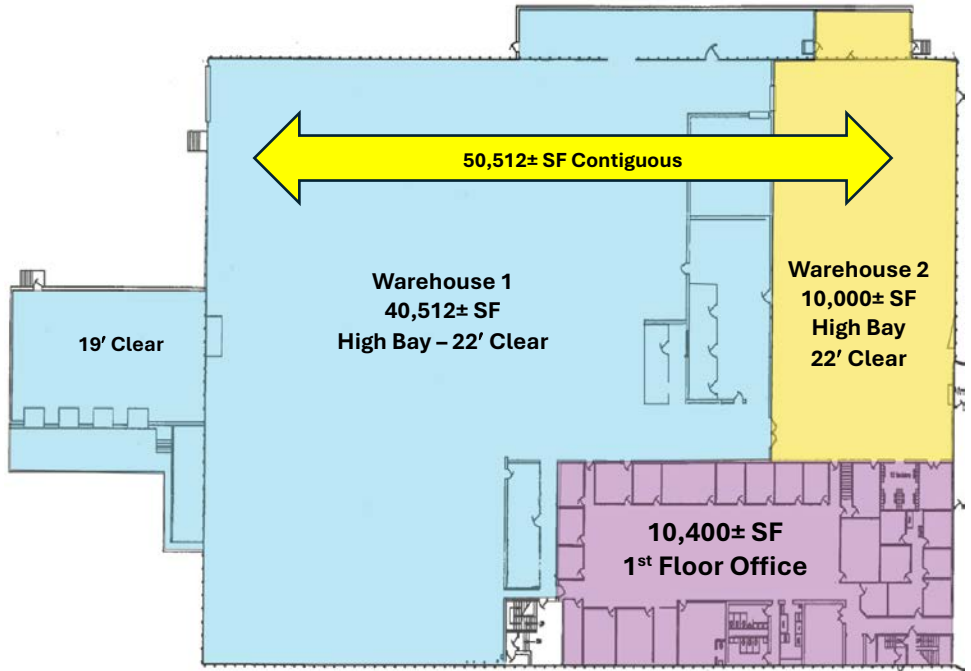 50,512± SF Contiguous
Warehouse 1
40,512± SF
High Bay – 22′ Clear
Warehouse 2
10,000± SF
High Bay
22′ Clear
19′ Clear
10,400± SF
1st Floor Office